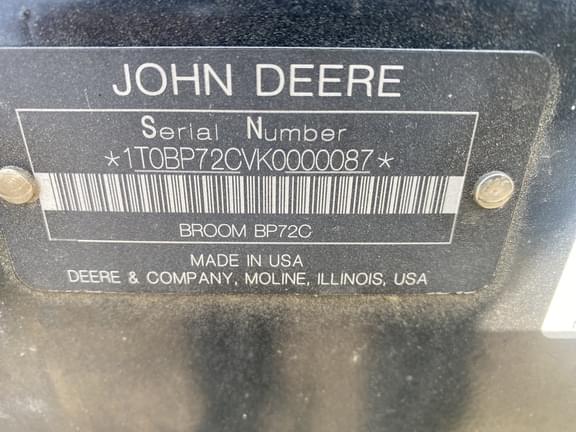 JOHN DEERE
Serial Number
*1T0BP72CVK0000087*
BROOM BP72C
MADE IN USA
DEERE & COMPANY, MOLINE, ILLINOIS, USA